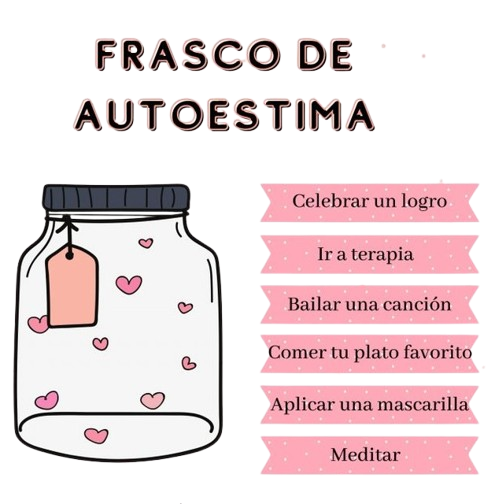 FRASCO DE
AUTOESTIMA
Celebrar un logro
Ir a terapia
Bailar una canción
Comer tu plato favorito
Aplicar una mascarilla
Meditar